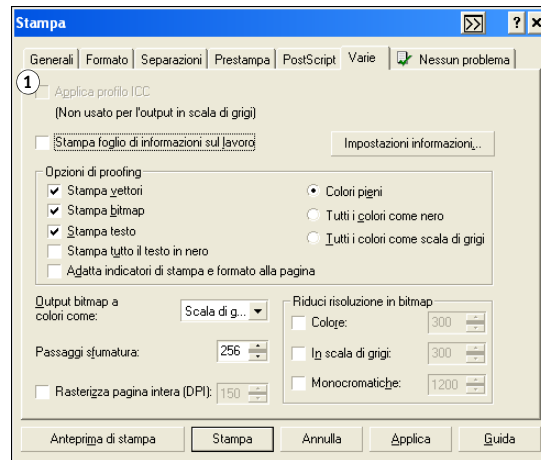 Stampa
Generali Formato Separazioni Prestampa PostScript Varie Nessun problema
1
Applica profilo ICC
(Non usato per l'output in scala di grigi)
Stampa foglio di informazioni sul lavoro Impostazioni informazioni...
Opzioni di proofing
Stampa vettori Colori pieni
Stampa bitmap Tutti i colori come nero
Stampa testo Tutti i colori come scala di grigi
Stampa tutto il testo in nero
Adatta indicatori di stampa e formato alla pagina
Output bitmap a colori come: Scala di g... Riduci risoluzione in bitmap
Colore: 300
Passaggi sfumatura: 256 In scala di grigi: 300
Rasterizza pagina intera (DPI): 150 Monocromatiche: 1200
Anteprima di stampa Stampa Annulla Applica Guida